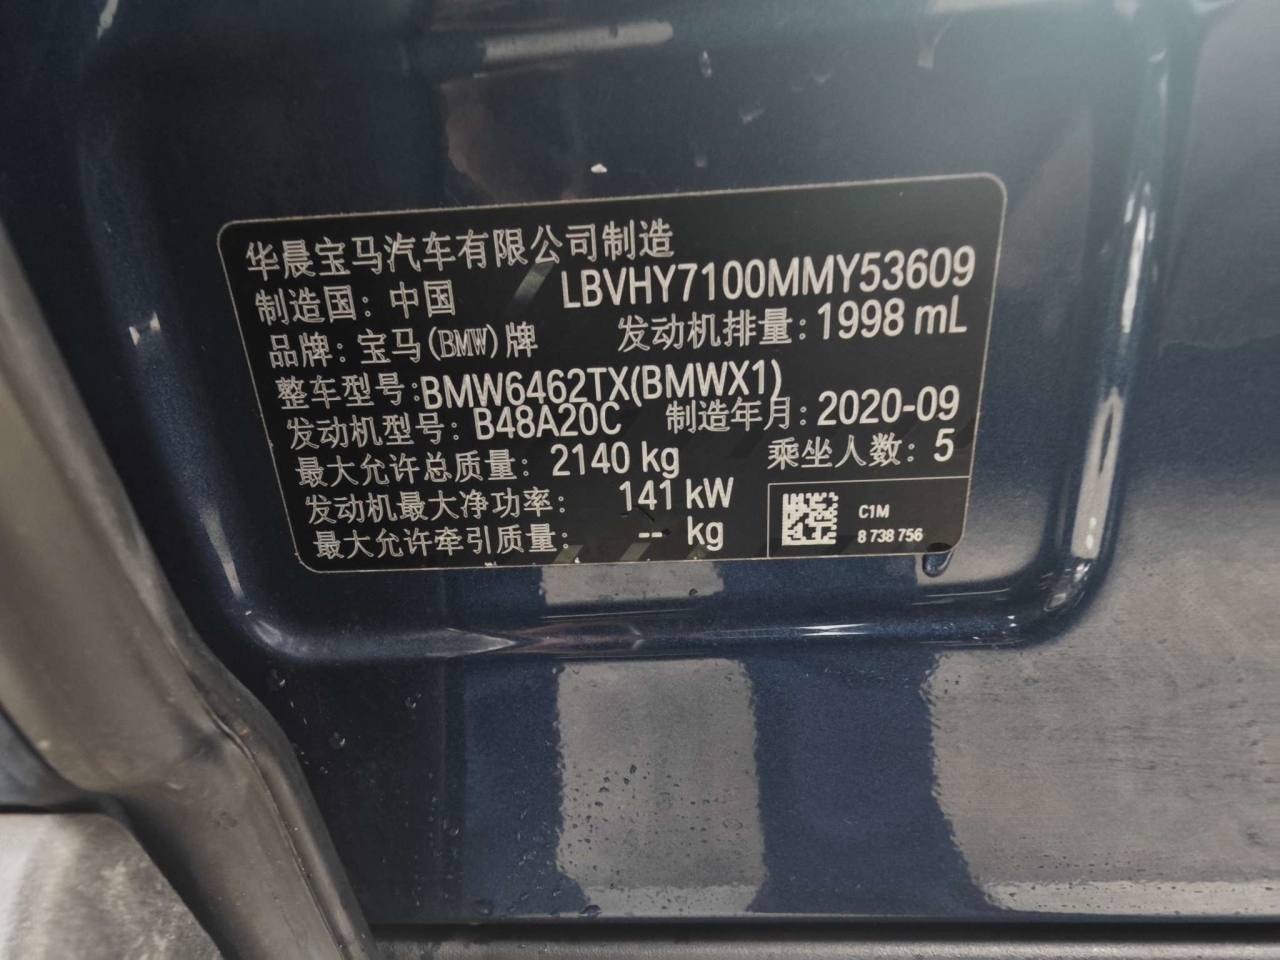 华晨宝马汽车有限公司制造
制造国：中国 LBVHY7100MMY53609
品牌：宝马(BMW)牌 发动机排量：1998 mL
整车型号:BMW6462TX(BMWX1)
发动机型号：B48A20C 制造年月：2020-09
最大允许总质量：2140 kg 乘坐人数：5
发动机最大净功率：141 kW
最大允许牵引质量：-- kg
C1M
8 738 756